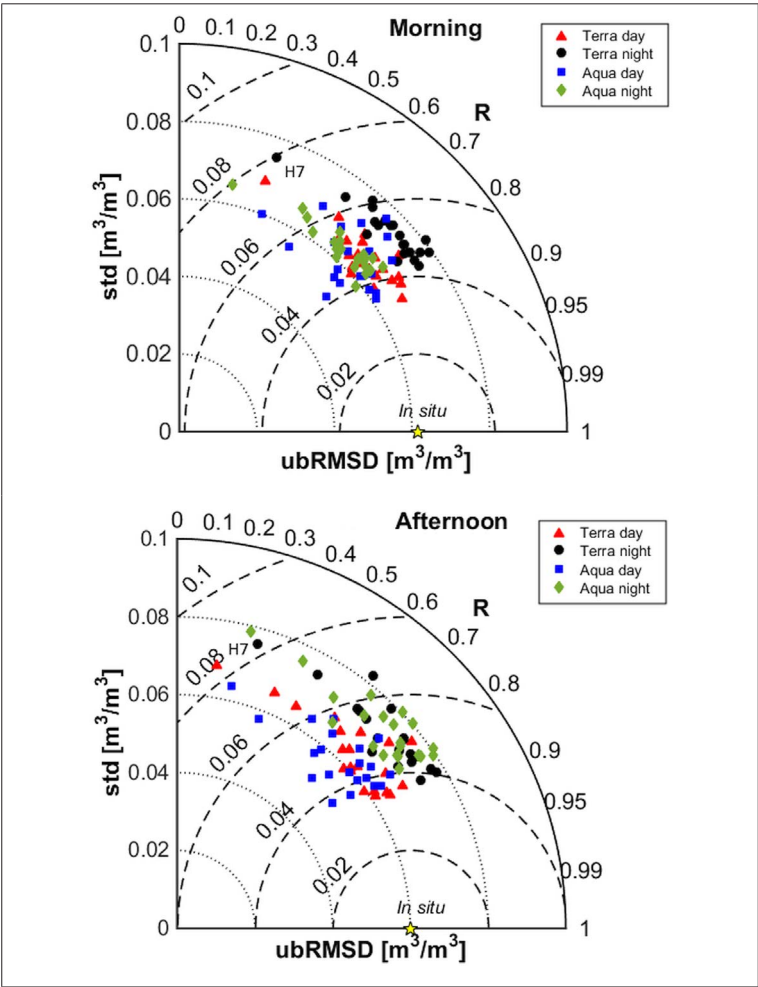 Morning
0 0.1 0.2 0.3 0.4 0.5 0.6 0.7 0.8 0.9 0.95 0.99 1
R
Terra day
Terra night
Aqua day
Aqua night
0.1
0.08
0.06
0.04
0.02
0
std [m³/m³]
0.1
0.08
0.06
0.04
0.02
H7
In situ
ubRMSD [m³/m³]
Afternoon
0 0.1 0.2 0.3 0.4 0.5 0.6 0.7 0.8 0.9 0.95 0.99 1
R
Terra day
Terra night
Aqua day
Aqua night
0.1
0.08
0.06
0.04
0.02
0
std [m³/m³]
0.1
0.08
0.06
0.04
0.02
H7
In situ
ubRMSD [m³/m³]